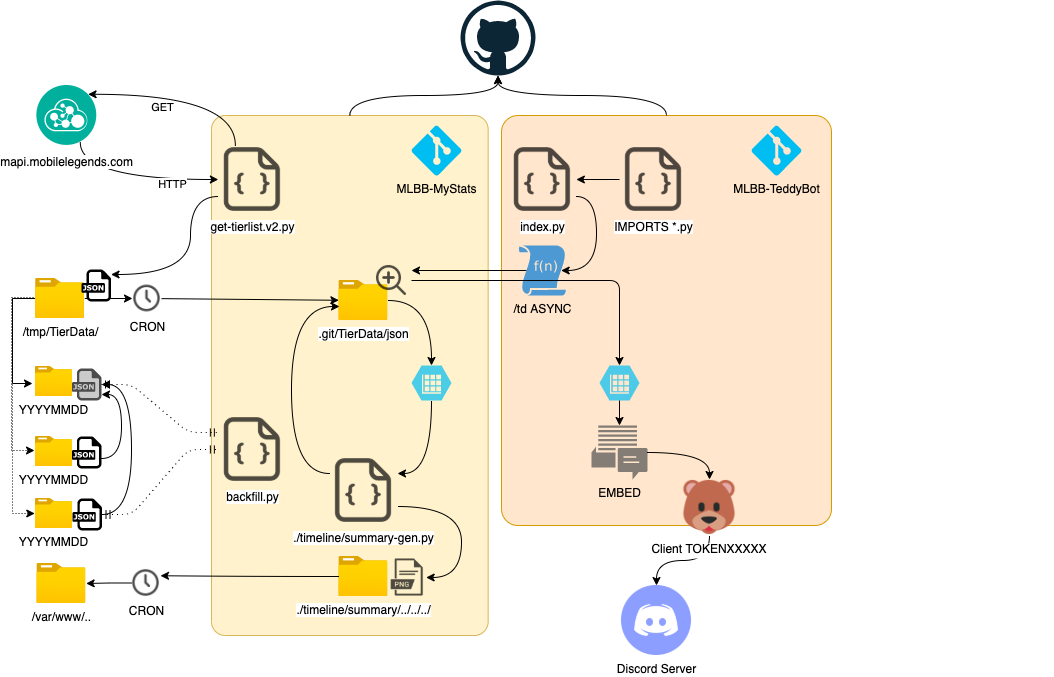 GET
mapi.mobilelegends.com
HTTP
MLBB-MyStats
MLBB-TeddyBot
get-tierlist.v2.py
index.py
IMPORTS *.py
f(n)
JSON
/tmp/TierData/
CRON
.git/TierData/json
/td ASYNC
JSON
YYYYMMDD
JSON
YYYYMMDD
JSON
YYYYMMDD
backfill.py
EMBED
./timeline/summary-gen.py
Client TOKENXXXXX
PNG
/var/www/..
CRON
./timeline/summary/../../../
Discord Server